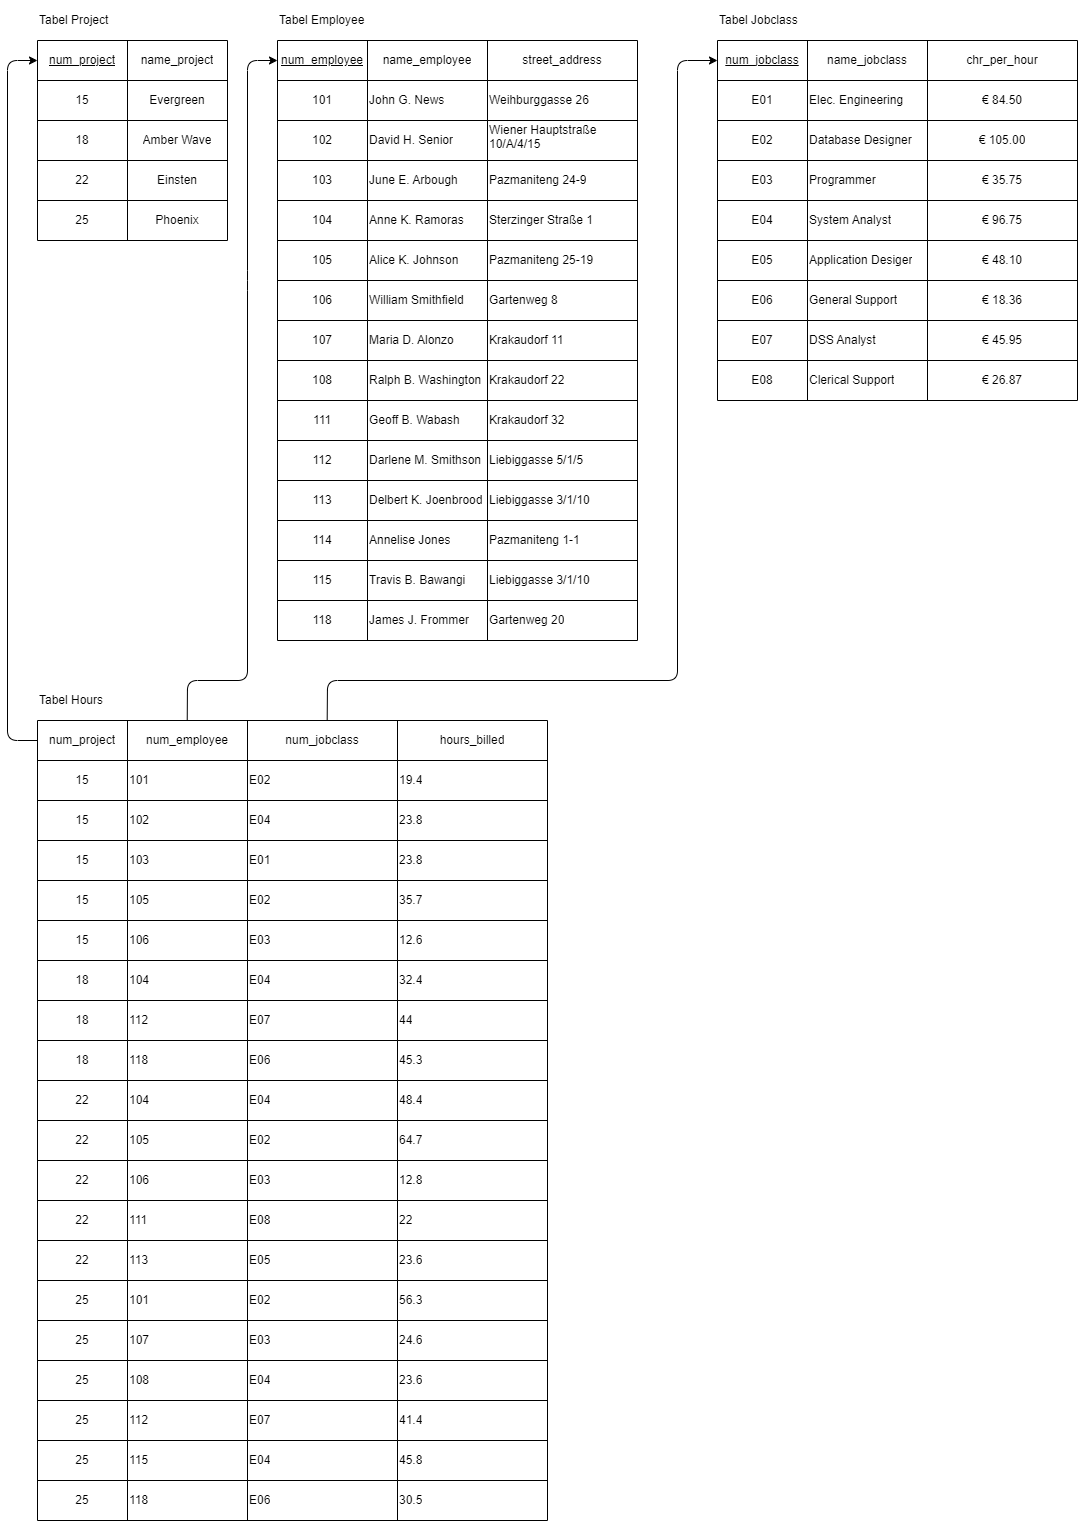 Tabel Project
num_project name_project
15 Evergreen
18 Amber Wave
22 Einsten
25 Phoenix
Tabel Employee
num_employee name_employee street_address
101 John G. News Weihburggasse 26
102 David H. Senior Wiener Hauptstraße
10/A/4/15
103 June E. Arbough Pazmaniteng 24-9
104 Anne K. Ramoras Sterzinger Straße 1
105 Alice K. Johnson Pazmaniteng 25-19
106 William Smithfield Gartenweg 8
107 Maria D. Alonzo Krakaudorf 11
108 Ralph B. Washington Krakaudorf 22
111 Geoff B. Wabash Krakaudorf 32
112 Darlene M. Smithson Liebiggasse 5/1/5
113 Delbert K. Joenbrood Liebiggasse 3/1/10
114 Annelise Jones Pazmaniteng 1-1
115 Travis B. Bawangi Liebiggasse 3/1/10
118 James J. Frommer Gartenweg 20
Tabel Jobclass
num_jobclass name_jobclass chr_per_hour
E01 Elec. Engineering € 84.50
E02 Database Designer € 105.00
E03 Programmer € 35.75
E04 System Analyst € 96.75
E05 Application Desiger € 48.10
E06 General Support € 18.36
E07 DSS Analyst € 45.95
E08 Clerical Support € 26.87
Tabel Hours
num_project num_employee num_jobclass hours_billed
15 101 E02 19.4
15 102 E04 23.8
15 103 E01 23.8
15 105 E02 35.7
15 106 E03 12.6
18 104 E04 32.4
18 112 E07 44
18 118 E06 45.3
22 104 E04 48.4
22 105 E02 64.7
22 106 E03 12.8
22 111 E08 22
22 113 E05 23.6
25 101 E02 56.3
25 107 E03 24.6
25 108 E04 23.6
25 112 E07 41.4
25 115 E04 45.8
25 118 E06 30.5